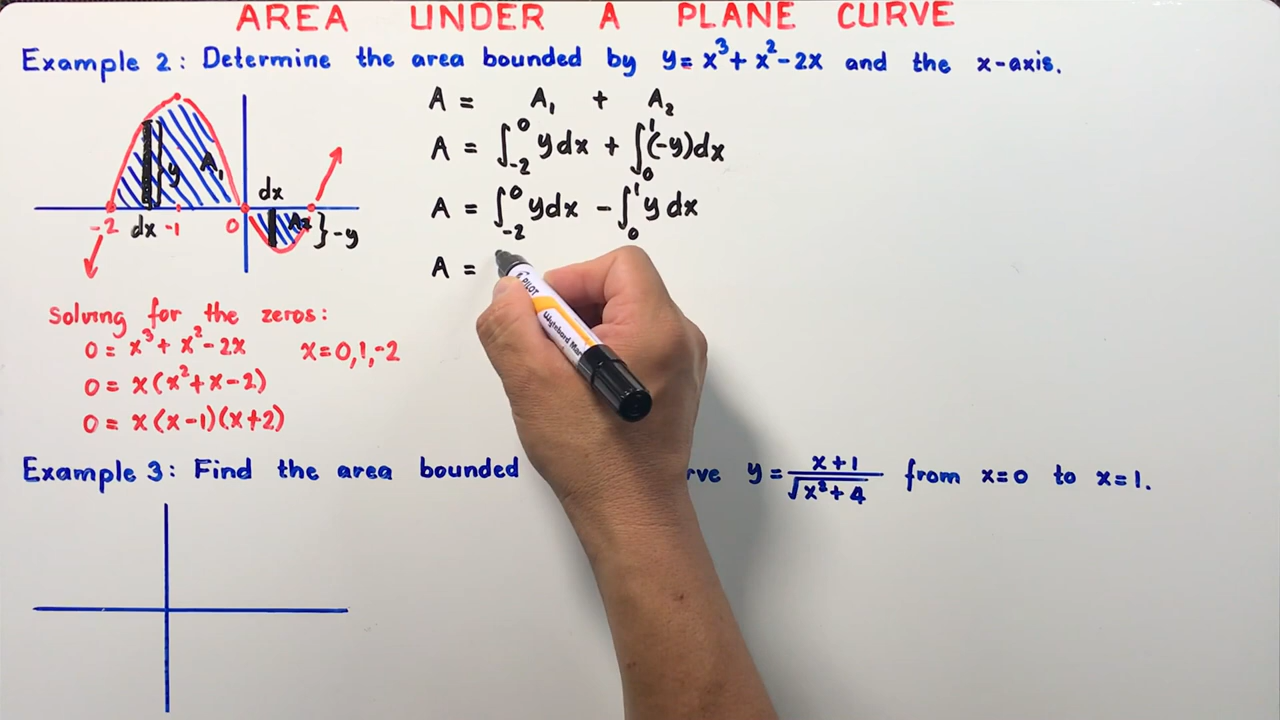 AREA UNDER A PLANE CURVE
Example 2: Determine the area bounded by y = x³ + x² - 2x and the x-axis.
A = A₁ + A₂
A = ∫₋₂⁰ y dx + ∫₀¹ (-y) dx
A = ∫₋₂⁰ y dx - ∫₀¹ y dx
A =
y
A₁
dx
-2
dx
-1
0
A₂
}-y
Solving for the zeros:
0 = x³ + x² - 2x x = 0, 1, -2
0 = x(x² + x - 2)
0 = x(x - 1)(x + 2)
PILOT
Wyteboard Mar
Example 3: Find the area bounded rve y = (x+1)/√(x²+4) from x = 0 to x = 1.